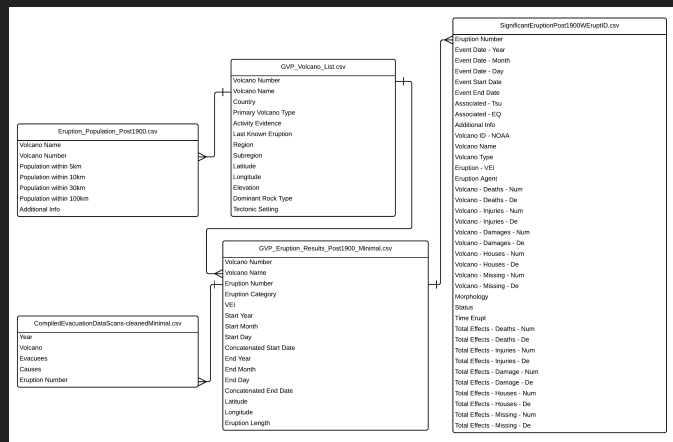 Eruption_Population_Post1900.csv
Volcano Name
Volcano Number
Population within 5km
Population within 10km
Population within 30km
Population within 100km
Additional Info
CompiledEvacuationDataScans-cleanedMinimal.csv
Year
Volcano
Evacuees
Causes
Eruption Number
GVP_Volcano_List.csv
Volcano Number
Volcano Name
Country
Primary Volcano Type
Activity Evidence
Last Known Eruption
Region
Subregion
Latitude
Longitude
Elevation
Dominant Rock Type
Tectonic Setting
GVP_Eruption_Results_Post1900_Minimal.csv
Volcano Number
Volcano Name
Eruption Number
Eruption Category
VEI
Start Year
Start Month
Start Day
Concatenated Start Date
End Year
End Month
End Day
Concatenated End Date
Latitude
Longitude
Eruption Length
SignificantEruptionPost1900WEruptID.csv
Eruption Number
Event Date - Year
Event Date - Month
Event Date - Day
Event Start Date
Event End Date
Associated - Tsu
Associated - EQ
Additional Info
Volcano ID - NOAA
Volcano Name
Volcano Type
Eruption - VEI
Eruption Agent
Volcano - Deaths - Num
Volcano - Deaths - De
Volcano - Injuries - Num
Volcano - Injuries - De
Volcano - Damages - Num
Volcano - Damages - De
Volcano - Houses - Num
Volcano - Houses - De
Volcano - Missing - Num
Volcano - Missing - De
Morphology
Status
Time Erupt
Total Effects - Deaths - Num
Total Effects - Deaths - De
Total Effects - Injuries - Num
Total Effects - Injuries - De
Total Effects - Damage - Num
Total Effects - Damage - De
Total Effects - Houses - Num
Total Effects - Houses - De
Total Effects - Missing - Num
Total Effects - Missing - De